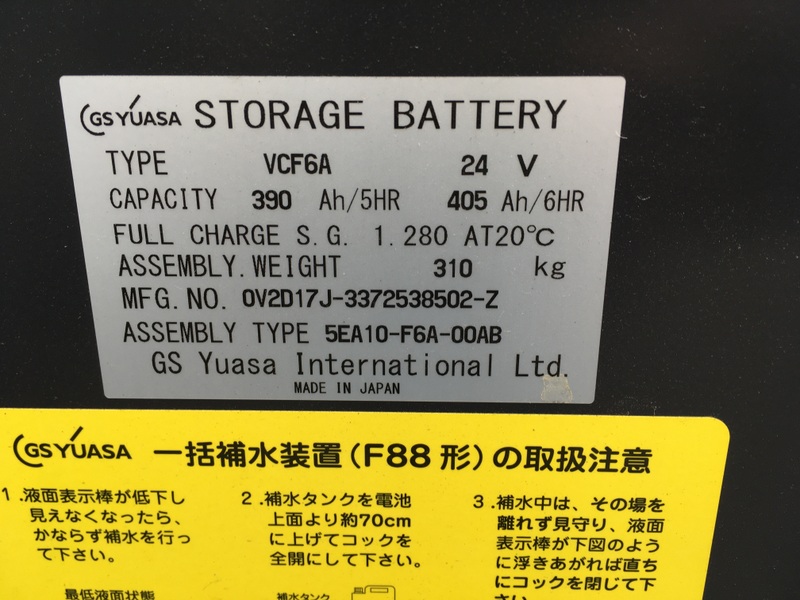 GS YUASA STORAGE BATTERY
TYPE VCF6A 24 V
CAPACITY 390 Ah/5HR 405 Ah/6HR
FULL CHARGE S.G. 1.280 AT20℃
ASSEMBLY.WEIGHT 310 kg
MFG.NO. 0V2D17J-3372538502-Z
ASSEMBLY TYPE 5EA10-F6A-00AB
GS Yuasa International Ltd.
MADE IN JAPAN
GS YUASA 一括補水装置(F88形)の取扱注意
1.液面表示棒が低下し
見えなくなったら、
かならず補水を行っ
て下さい。
最低液面状態
2.補水タンクを電池
上面より約70cm
に上げてコックを
全開にして下さい。
補水タンク
3.補水中は、その場を
離れず見守り、液面
表示棒が下図のよう
に浮きあがれば直ち
にコックを閉じて下
さい。